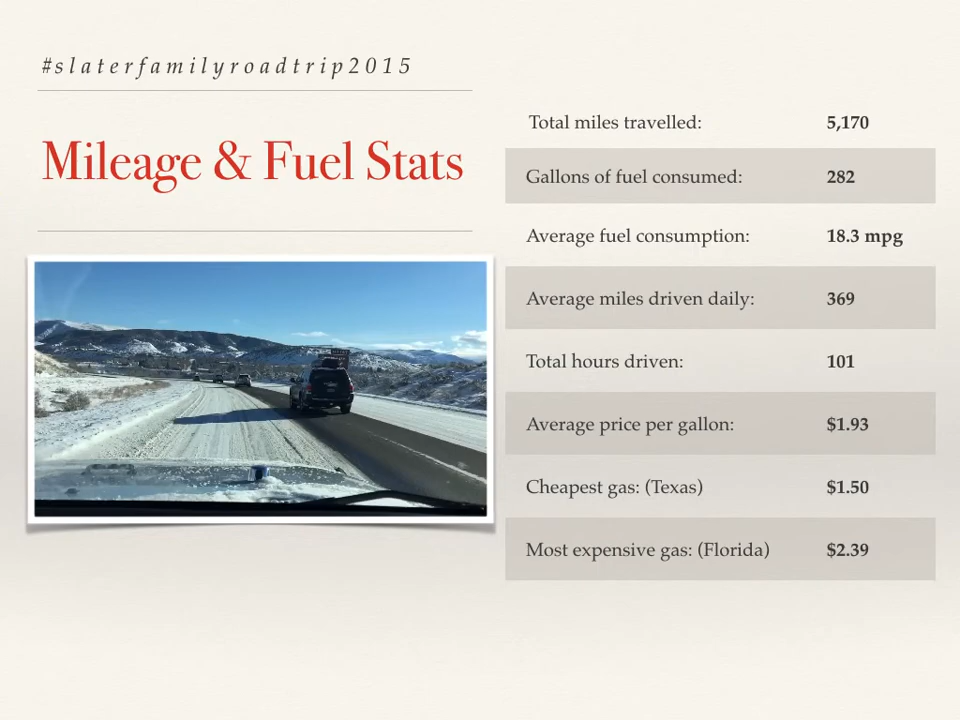 #slaterfamilyroadtrip2015
Mileage & Fuel Stats
Total miles travelled: 5,170
Gallons of fuel consumed: 282
Average fuel consumption: 18.3 mpg
Average miles driven daily: 369
Total hours driven: 101
Average price per gallon: $1.93
Cheapest gas: (Texas) $1.50
Most expensive gas: (Florida) $2.39